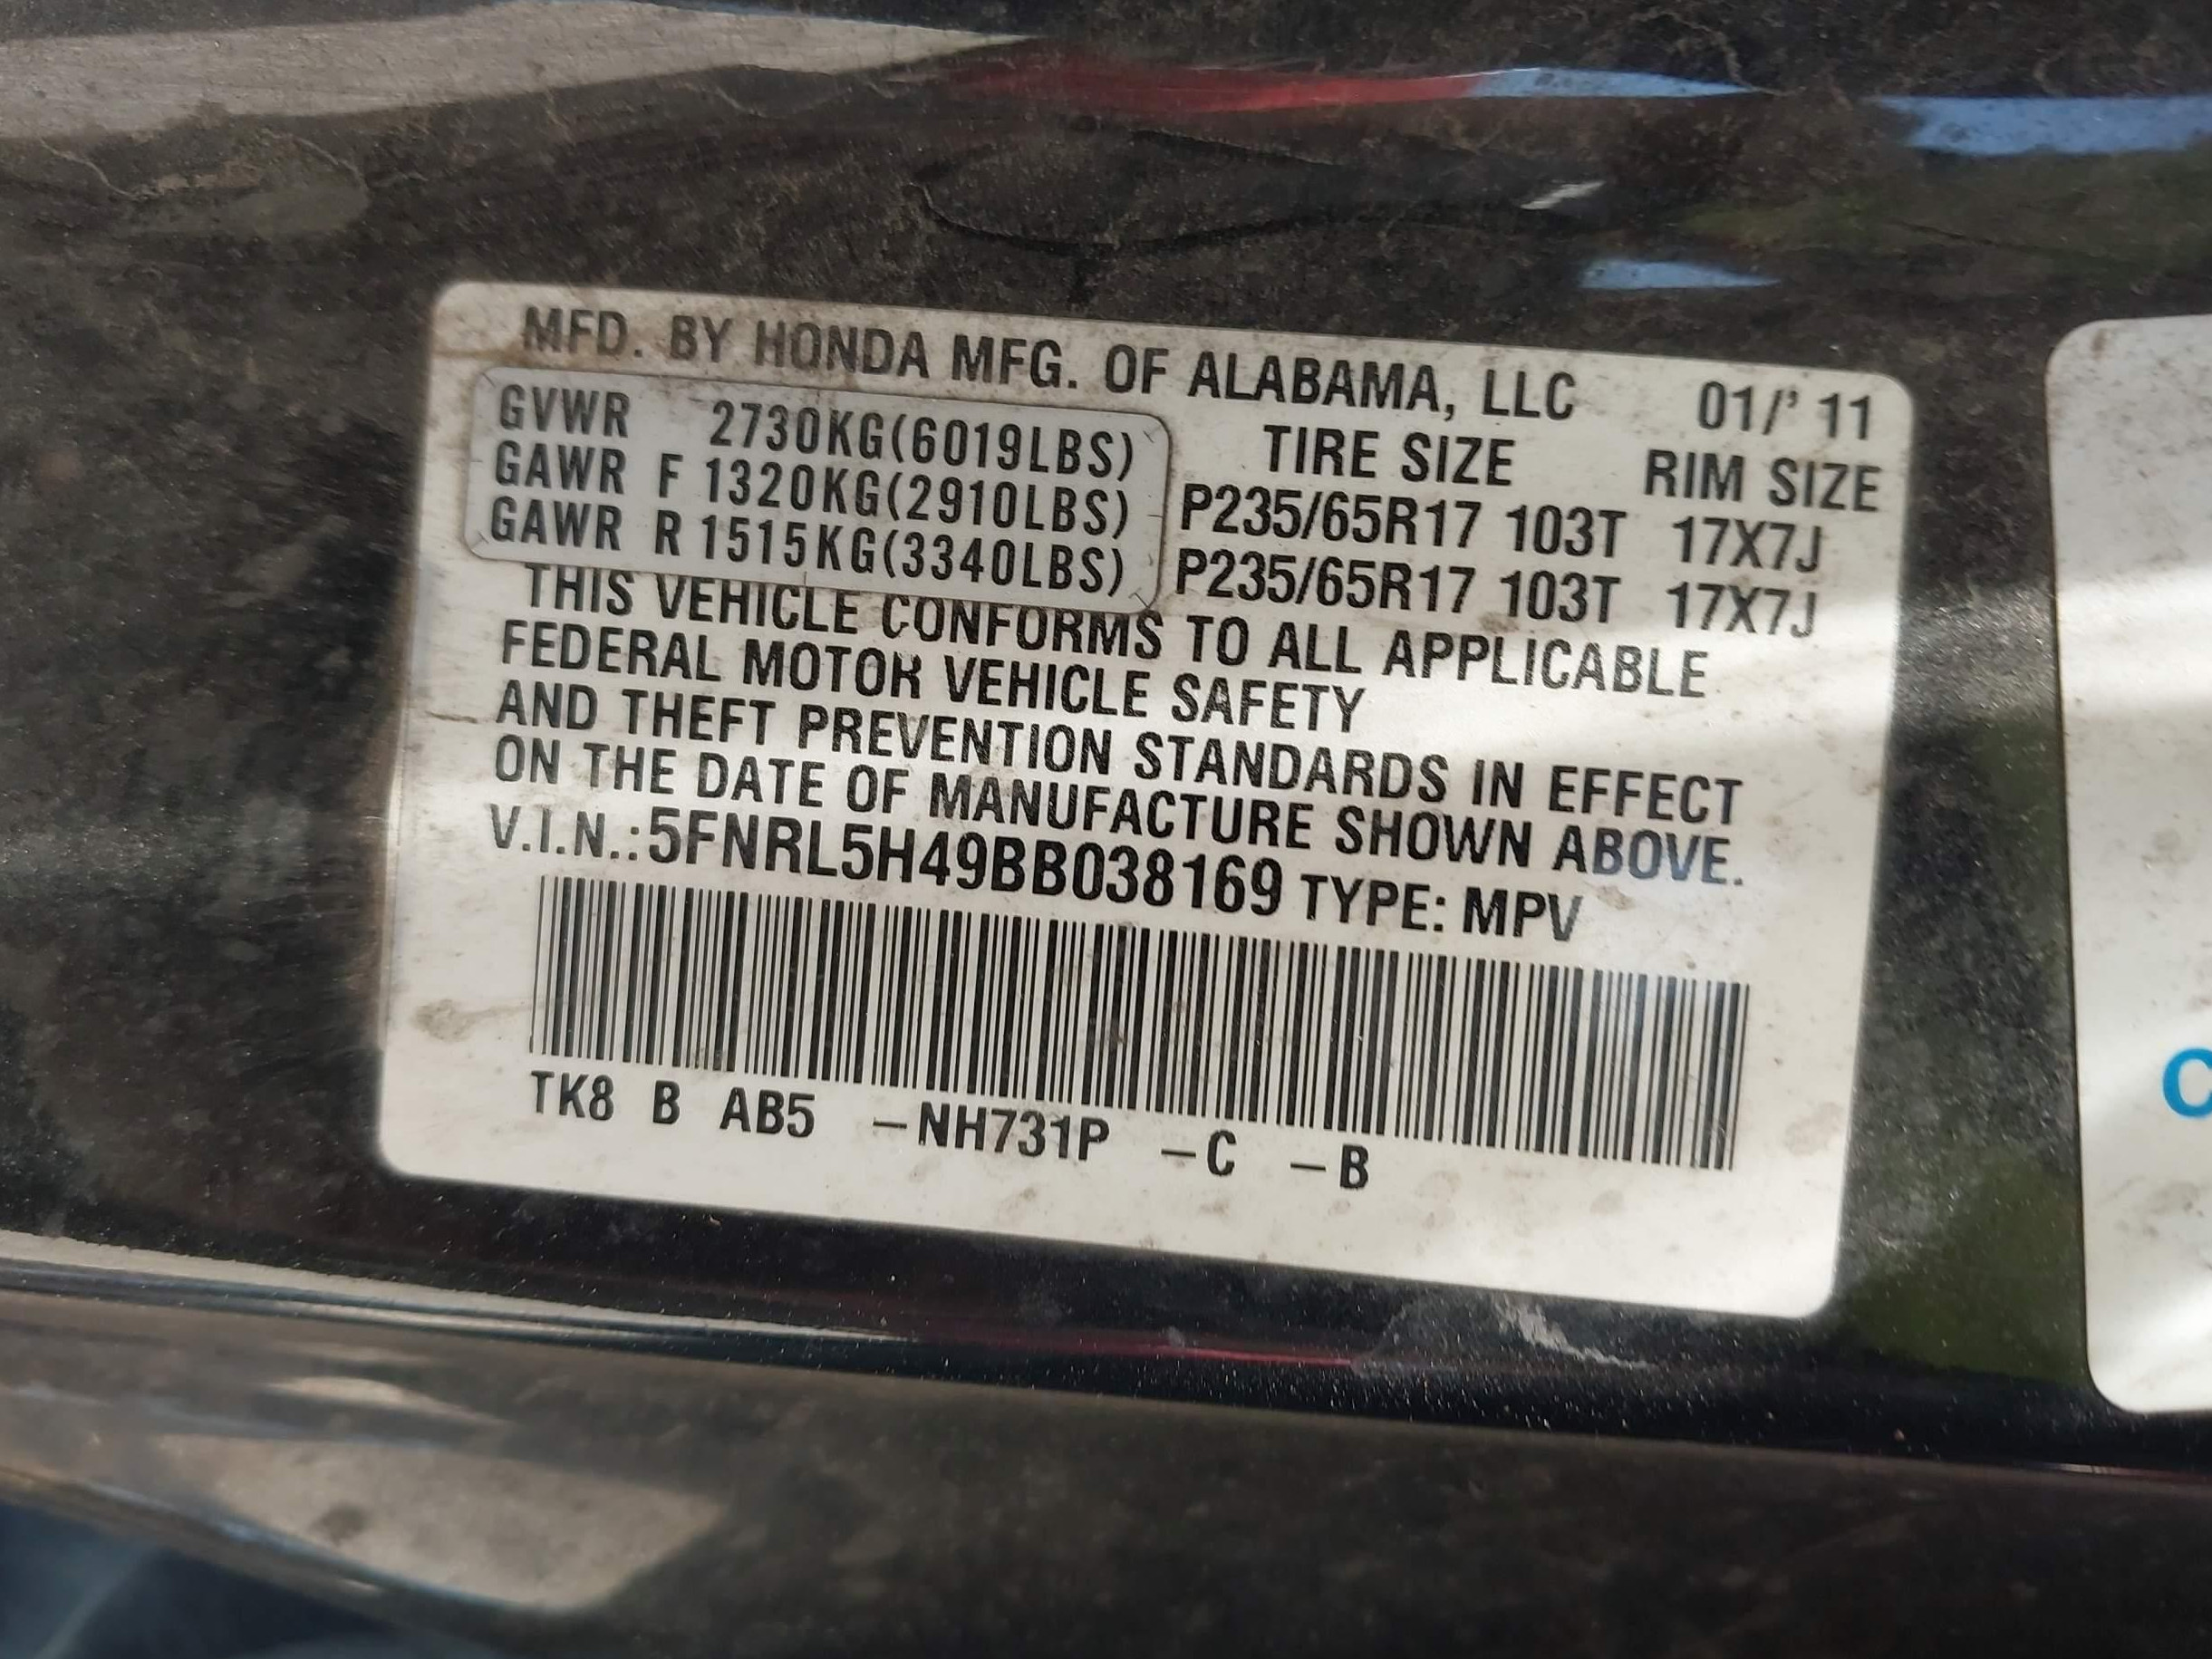 MFD. BY HONDA MFG. OF ALABAMA, LLC 01/' 11
GVWR 2730KG(6019LBS) TIRE SIZE RIM SIZE
GAWR F 1320KG(2910LBS) P235/65R17 103T 17X7J
GAWR R 1515KG(3340LBS) P235/65R17 103T 17X7J
THIS VEHICLE CONFORMS TO ALL APPLICABLE
FEDERAL MOTOR VEHICLE SAFETY
AND THEFT PREVENTION STANDARDS IN EFFECT
ON THE DATE OF MANUFACTURE SHOWN ABOVE.
V.I.N.:5FNRL5H49BB038169 TYPE: MPV
TK8 B AB5 –NH731P –C –B
C